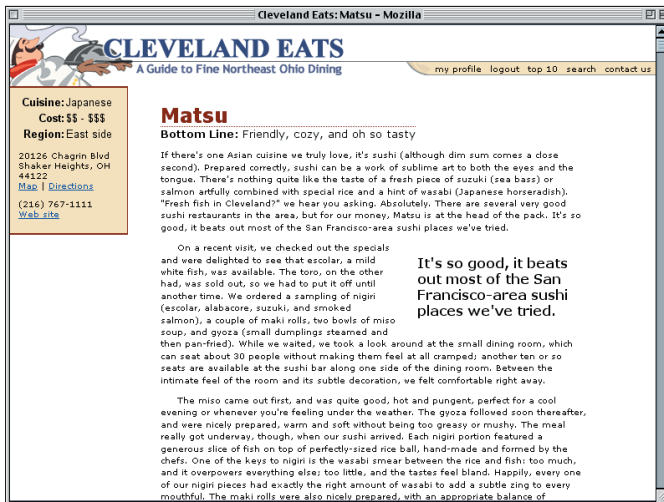 Cleveland Eats: Matsu - Mozilla
CLEVELAND EATS
A Guide to Fine Northeast Ohio Dining
my profile logout top 10 search contact us
Cuisine: Japanese
Cost: $$ - $$$
Region: East side
20126 Chagrin Blvd
Shaker Heights, OH
44122
Map | Directions
(216) 767-1111
Web site
Matsu
Bottom Line: Friendly, cozy, and oh so tasty
If there's one Asian cuisine we truly love, it's sushi (although dim sum comes a close
second). Prepared correctly, sushi can be a work of sublime art to both the eyes and the
tongue. There's nothing quite like the taste of a fresh piece of suzuki (sea bass) or
salmon artfully combined with special rice and a hint of wasabi (Japanese horseradish).
"Fresh fish in Cleveland?" we hear you asking. Absolutely. There are several very good
sushi restaurants in the area, but for our money, Matsu is at the head of the pack. It's so
good, it beats out most of the San Francisco-area sushi places we've tried.
On a recent visit, we checked out the specials
and were delighted to see that escolar, a mild
white fish, was available. The toro, on the other
had, was sold out, so we had to put it off until
another time. We ordered a sampling of nigiri
(escolar, alabacore, suzuki, and smoked
salmon), a couple of maki rolls, two bowls of miso
soup, and gyoza (small dumplings steamed and
then pan-fried). While we waited, we took a look around at the small dining room, which
can seat about 30 people without making them feel at all cramped; another ten or so
seats are available at the sushi bar along one side of the dining room. Between the
intimate feel of the room and its subtle decoration, we felt comfortable right away.
It's so good, it beats
out most of the San
Francisco-area sushi
places we've tried.
The miso came out first, and was quite good, hot and pungent, perfect for a cool
evening or whenever you're feeling under the weather. The gyoza followed soon thereafter,
and were nicely prepared, warm and soft without being too greasy or mushy. The meal
really got underway, though, when our sushi arrived. Each nigiri portion featured a
generous slice of fish on top of perfectly-sized rice ball, hand-made and formed by the
chefs. One of the keys to nigiri is the wasabi smear between the rice and fish: too much,
and it overpowers everything else; too little, and the tastes feel bland. Happily, every one
of our nigiri pieces had exactly the right amount of wasabi to add a subtle zing to every
mouthful. The maki rolls were also nicely prepared, with an appropriate balance of